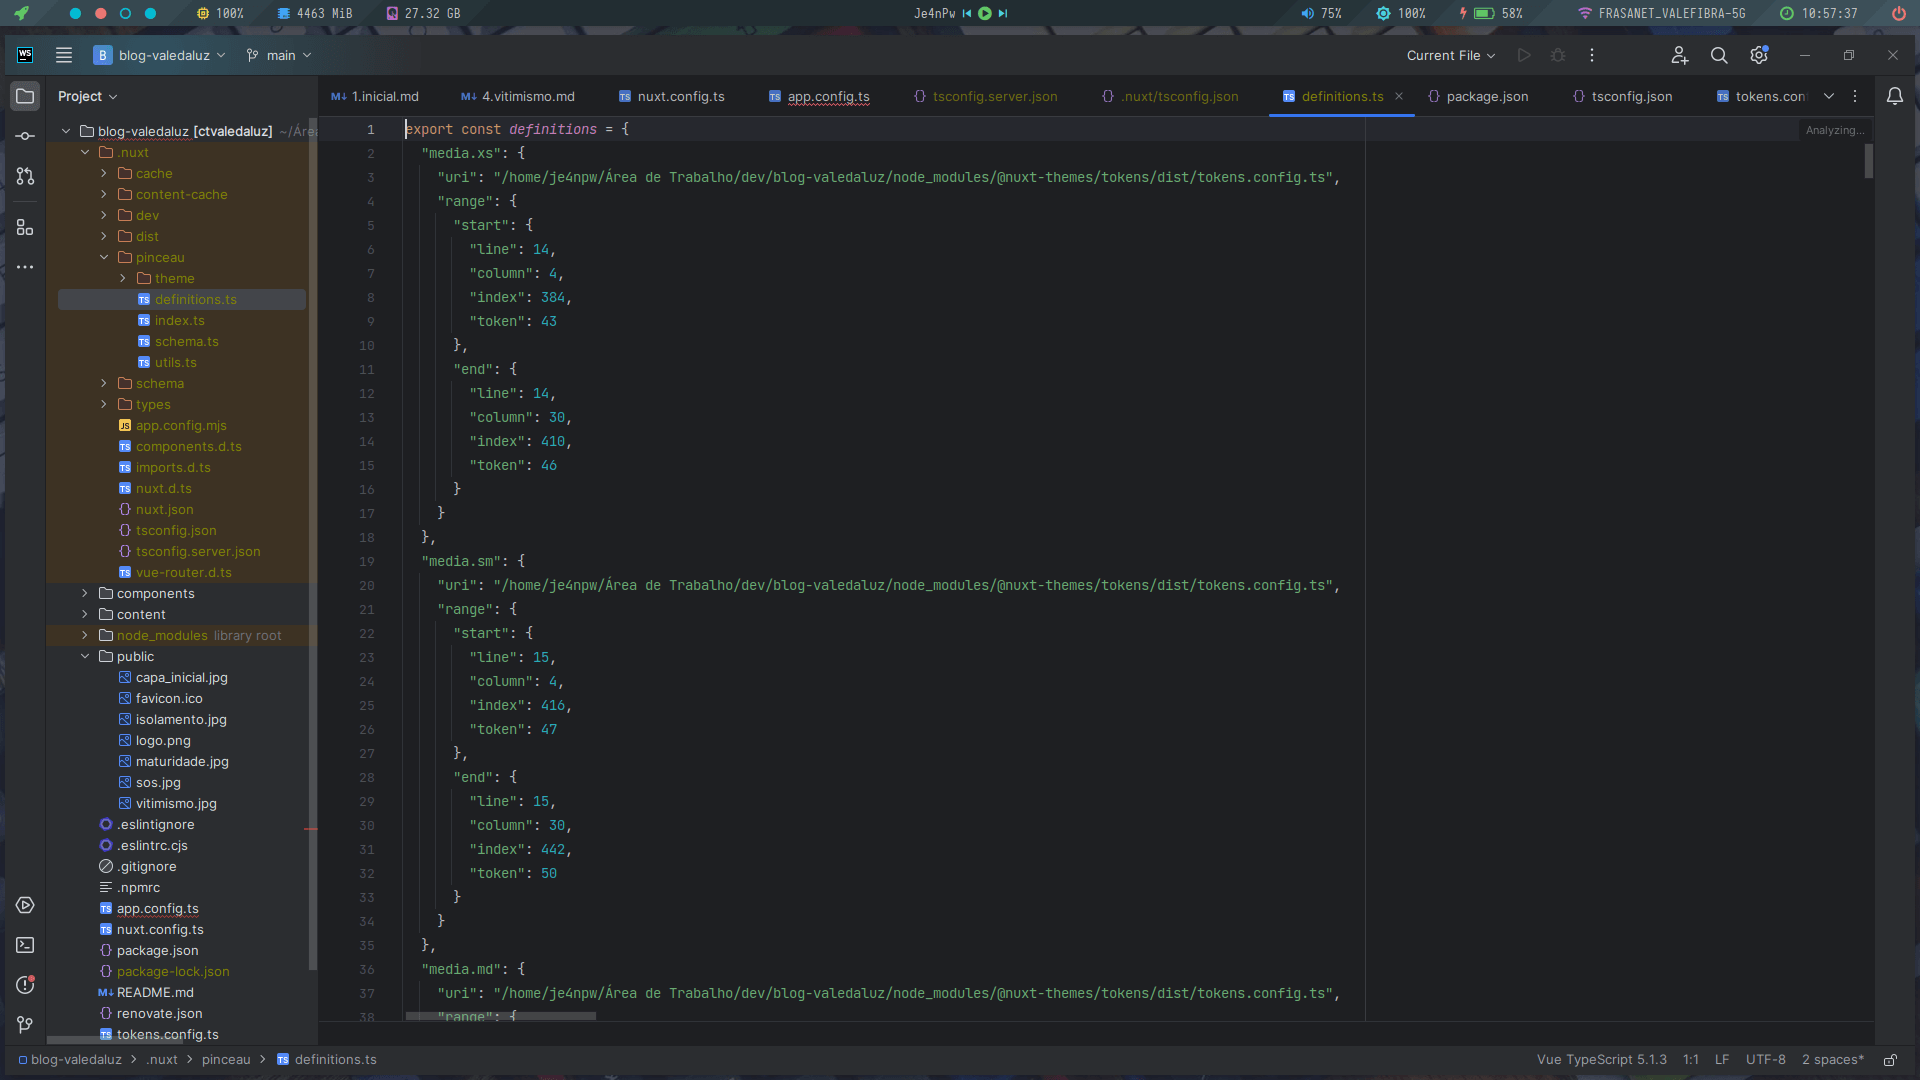 100%
4463 MiB
27.32 GB
Je4nPw
75%
100%
58%
FRASANET_VALEFIBRA-5G
10:57:37
WS
B blog-valedaluz
main
Current File
Project
M↓ 1.inicial.md
M↓ 4.vitimismo.md
TS nuxt.config.ts
TS app.config.ts
{} tsconfig.server.json
{} .nuxt/tsconfig.json
TS definitions.ts
{} package.json
{} tsconfig.json
TS tokens.con
Analyzing...
blog-valedaluz [ctvaledaluz] ~/Áre
.nuxt
cache
content-cache
dev
dist
pinceau
theme
TS definitions.ts
TS index.ts
TS schema.ts
TS utils.ts
schema
types
JS app.config.mjs
TS components.d.ts
TS imports.d.ts
TS nuxt.d.ts
{} nuxt.json
{} tsconfig.json
{} tsconfig.server.json
TS vue-router.d.ts
components
content
node_modules library root
public
capa_inicial.jpg
favicon.ico
isolamento.jpg
logo.png
maturidade.jpg
sos.jpg
vitimismo.jpg
.eslintignore
.eslintrc.cjs
.gitignore
.npmrc
TS app.config.ts
TS nuxt.config.ts
{} package.json
{} package-lock.json
M↓ README.md
{} renovate.json
TS tokens.config.ts
1 export const definitions = {
2 "media.xs": {
3 "uri": "/home/je4npw/Área de Trabalho/dev/blog-valedaluz/node_modules/@nuxt-themes/tokens/dist/tokens.config.ts",
4 "range": {
5 "start": {
6 "line": 14,
7 "column": 4,
8 "index": 384,
9 "token": 43
10 },
11 "end": {
12 "line": 14,
13 "column": 30,
14 "index": 410,
15 "token": 46
16 }
17 }
18 },
19 "media.sm": {
20 "uri": "/home/je4npw/Área de Trabalho/dev/blog-valedaluz/node_modules/@nuxt-themes/tokens/dist/tokens.config.ts",
21 "range": {
22 "start": {
23 "line": 15,
24 "column": 4,
25 "index": 416,
26 "token": 47
27 },
28 "end": {
29 "line": 15,
30 "column": 30,
31 "index": 442,
32 "token": 50
33 }
34 }
35 },
36 "media.md": {
37 "uri": "/home/je4npw/Área de Trabalho/dev/blog-valedaluz/node_modules/@nuxt-themes/tokens/dist/tokens.config.ts",
38 "range": {
blog-valedaluz > .nuxt > pinceau > TS definitions.ts
Vue TypeScript 5.1.3
1:1
LF
UTF-8
2 spaces*